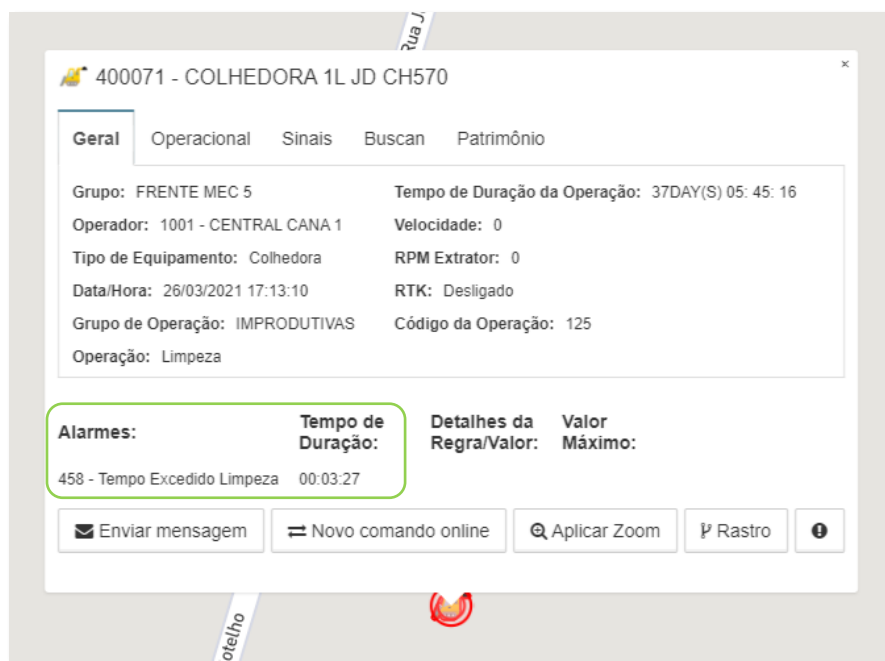 Rua J
400071 - COLHEDORA 1L JD CH570
×
Geral Operacional Sinais Buscan Patrimônio
Grupo: FRENTE MEC 5 Tempo de Duração da Operação: 37DAY(S) 05: 45: 16
Operador: 1001 - CENTRAL CANA 1 Velocidade: 0
Tipo de Equipamento: Colhedora RPM Extrator: 0
Data/Hora: 26/03/2021 17:13:10 RTK: Desligado
Grupo de Operação: IMPRODUTIVAS Código da Operação: 125
Operação: Limpeza
Alarmes: Tempo de Duração: Detalhes da Regra/Valor: Valor Máximo:
458 - Tempo Excedido Limpeza 00:03:27
Enviar mensagem Novo comando online Aplicar Zoom Rastro
otelho